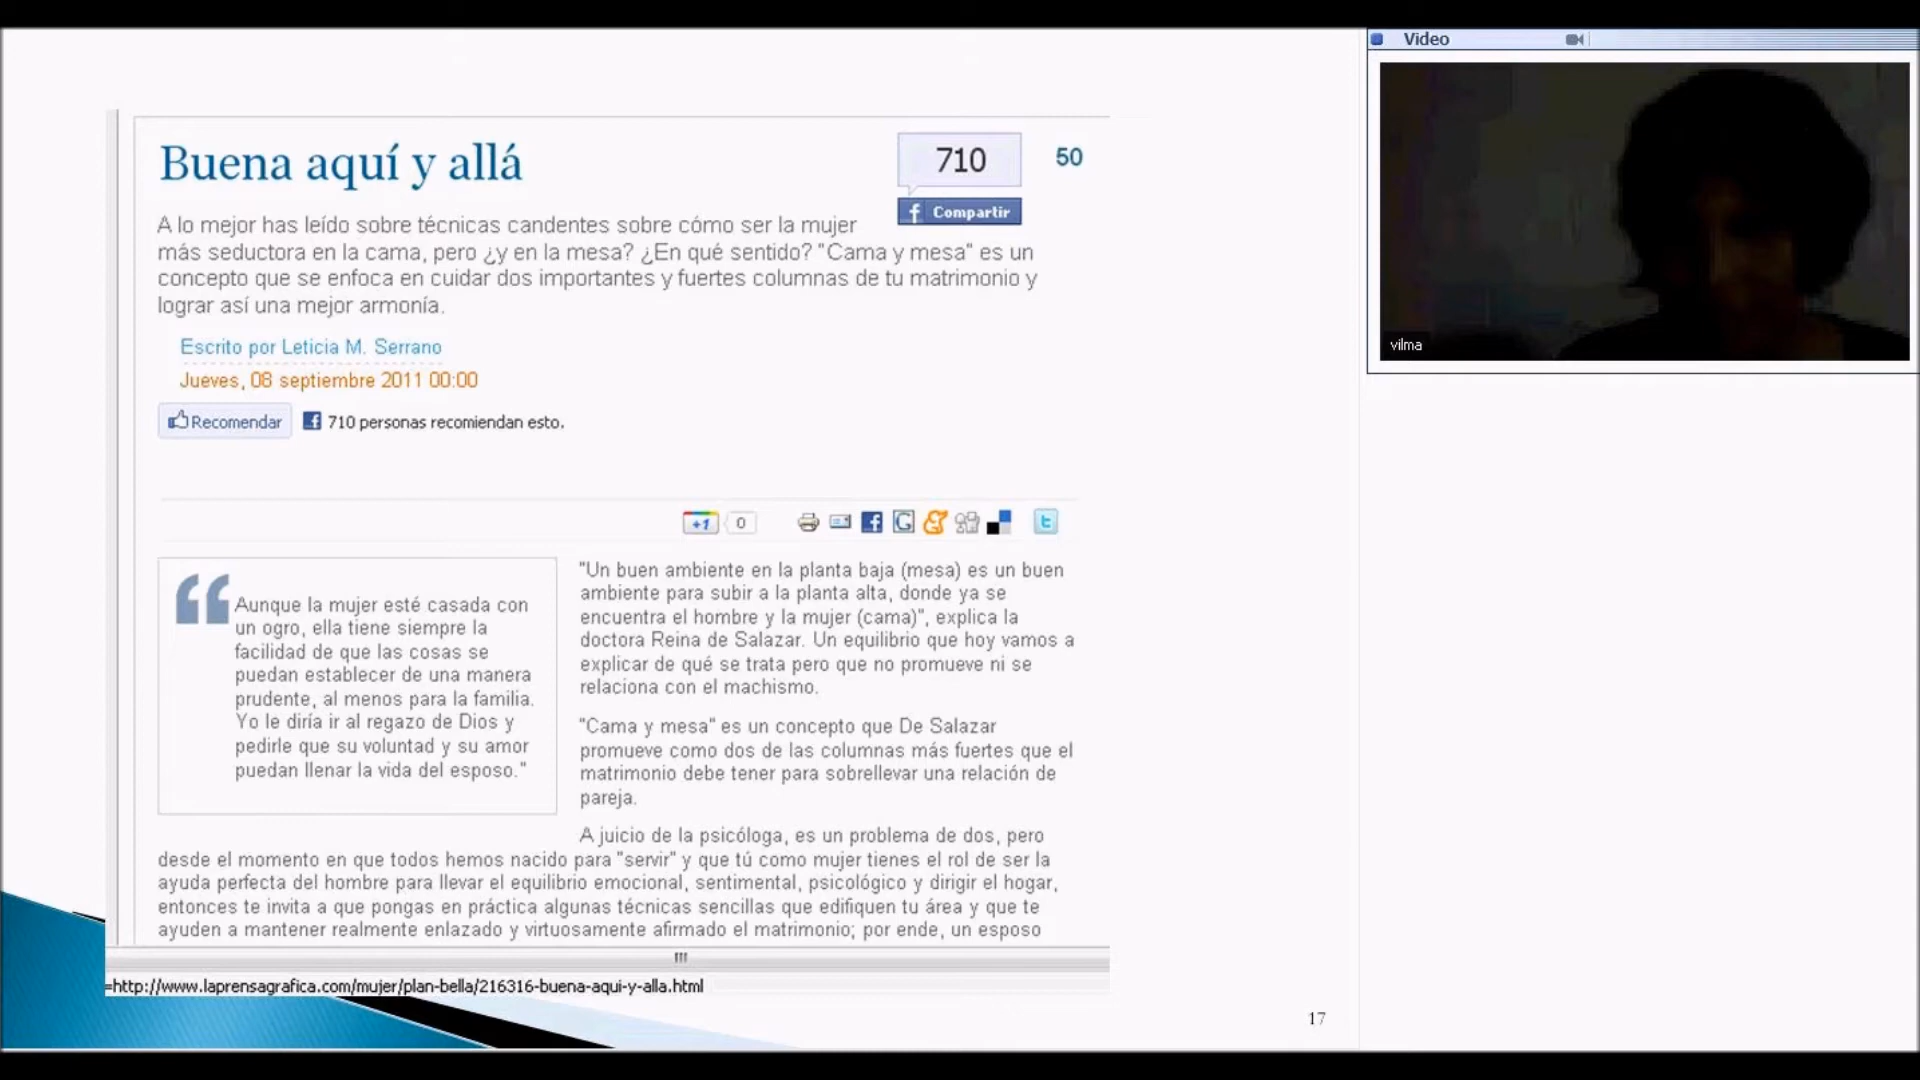 Video
vilma
Buena aquí y allá
710
50
Compartir
A lo mejor has leído sobre técnicas candentes sobre cómo ser la mujer
más seductora en la cama, pero ¿y en la mesa? ¿En qué sentido? "Cama y mesa" es un
concepto que se enfoca en cuidar dos importantes y fuertes columnas de tu matrimonio y
lograr así una mejor armonía.
Escrito por Leticia M. Serrano
Jueves, 08 septiembre 2011 00:00
Recomendar
710 personas recomiendan esto.
+1 0
Aunque la mujer esté casada con
un ogro, ella tiene siempre la
facilidad de que las cosas se
puedan establecer de una manera
prudente, al menos para la familia.
Yo le diría ir al regazo de Dios y
pedirle que su voluntad y su amor
puedan llenar la vida del esposo."
"Un buen ambiente en la planta baja (mesa) es un buen
ambiente para subir a la planta alta, donde ya se
encuentra el hombre y la mujer (cama)", explica la
doctora Reina de Salazar. Un equilibrio que hoy vamos a
explicar de qué se trata pero que no promueve ni se
relaciona con el machismo.
"Cama y mesa" es un concepto que De Salazar
promueve como dos de las columnas más fuertes que el
matrimonio debe tener para sobrellevar una relación de
pareja.
A juicio de la psicóloga, es un problema de dos, pero
desde el momento en que todos hemos nacido para "servir" y que tú como mujer tienes el rol de ser la
ayuda perfecta del hombre para llevar el equilibrio emocional, sentimental, psicológico y dirigir el hogar,
entonces te invita a que pongas en práctica algunas técnicas sencillas que edifiquen tu área y que te
ayuden a mantener realmente enlazado y virtuosamente afirmado el matrimonio; por ende, un esposo
=http://www.laprensagrafica.com/mujer/plan-bella/216316-buena-aqui-y-alla.html
17